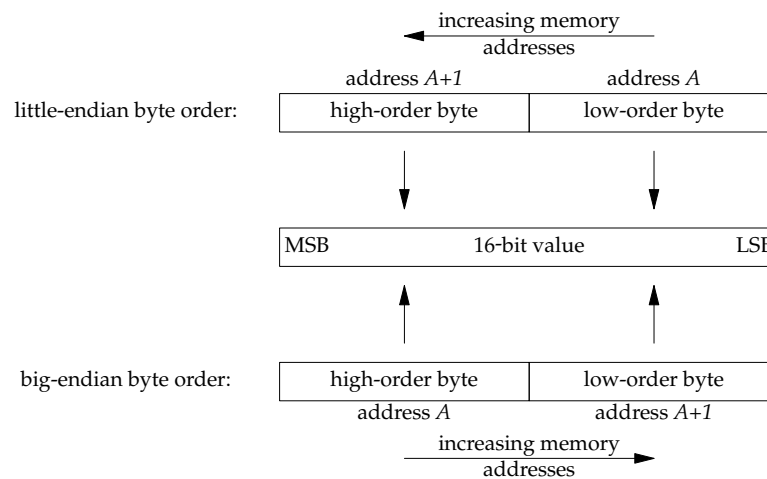 increasing memory
addresses
address A+1 address A
little-endian byte order: high-order byte low-order byte
MSB 16-bit value LSB
big-endian byte order: high-order byte low-order byte
address A address A+1
increasing memory
addresses